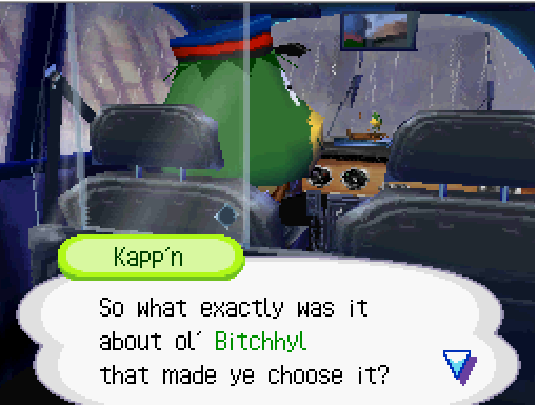 Kapp´n
So what exactly was it
about ol´ Bitchhyl
that made ye choose it?